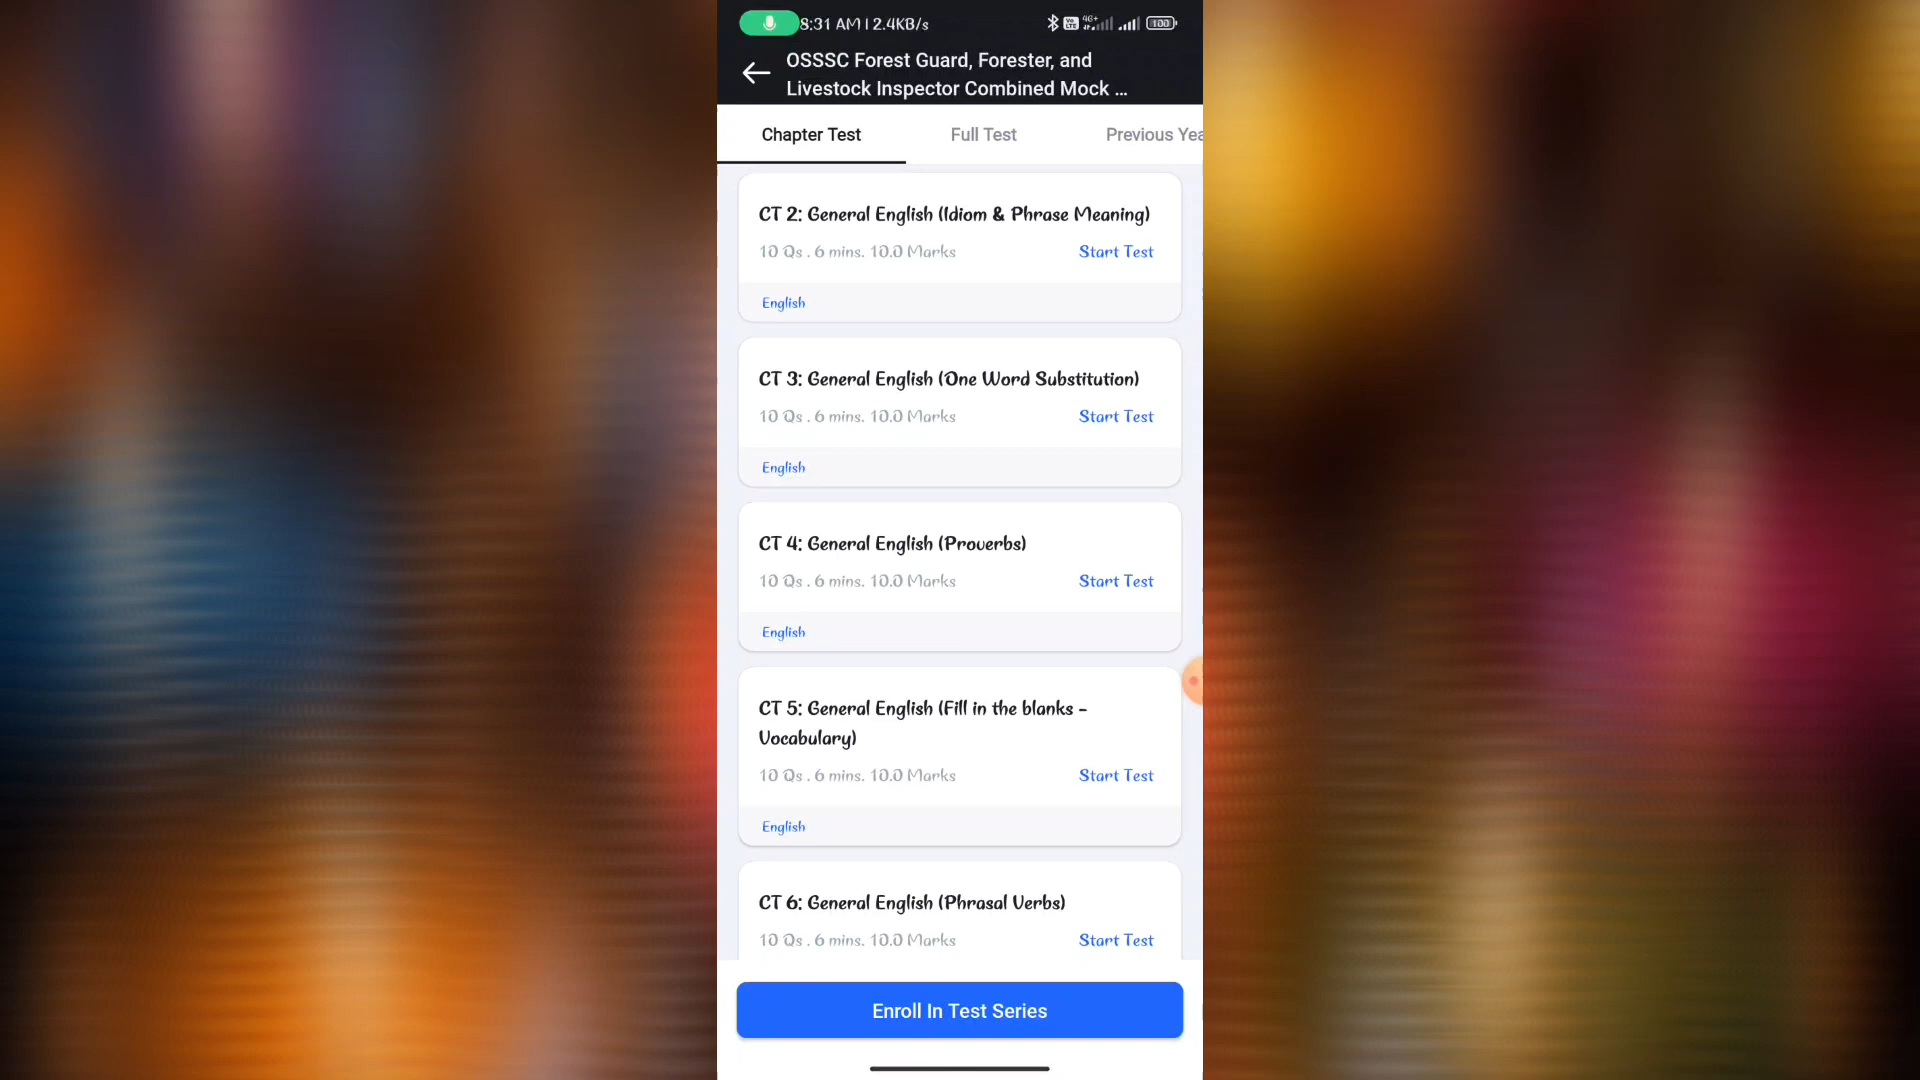 8:31 AM | 2.4KB/s
4G+
100
OSSSC Forest Guard, Forester, and
Livestock Inspector Combined Mock ...
Chapter Test
Full Test
Previous Yea
CT 2: General English (Idiom & Phrase Meaning)
10 Qs . 6 mins. 10.0 Marks
Start Test
English
CT 3: General English (One Word Substitution)
10 Qs . 6 mins. 10.0 Marks
Start Test
English
CT 4: General English (Proverbs)
10 Qs . 6 mins. 10.0 Marks
Start Test
English
CT 5: General English (Fill in the blanks -
Vocabulary)
10 Qs . 6 mins. 10.0 Marks
Start Test
English
CT 6: General English (Phrasal Verbs)
10 Qs . 6 mins. 10.0 Marks
Start Test
Enroll In Test Series